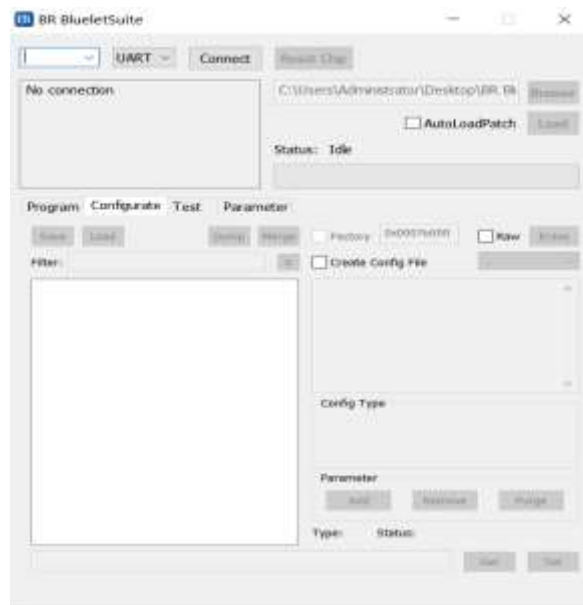 BR BlueletSuite
UART Connect Reset Chip
No connection
C:\Users\Administrator\Desktop\BR Bl Browse
AutoLoadPatch Load
Status: Idle
Program Configurate Test Parameter
Save Load Dump Merge Factory Raw
Filter: Create Config File
Config Type
Parameter
Add Remove Purge
Type: Status:
Get Set